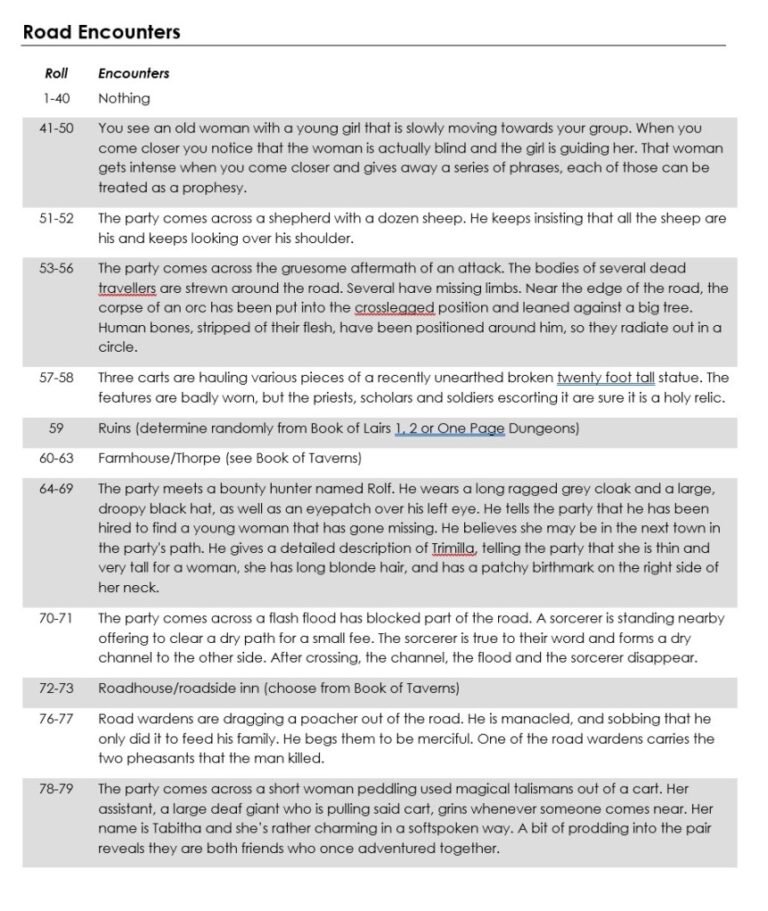 Road Encounters
Roll Encounters
1-40 Nothing
41-50 You see an old woman with a young girl that is slowly moving towards your group. When you
come closer you notice that the woman is actually blind and the girl is guiding her. That woman
gets intense when you come closer and gives away a series of phrases, each of those can be
treated as a prophesy.
51-52 The party comes across a shepherd with a dozen sheep. He keeps insisting that all the sheep are
his and keeps looking over his shoulder.
53-56 The party comes across the gruesome aftermath of an attack. The bodies of several dead
travellers are strewn around the road. Several have missing limbs. Near the edge of the road, the
corpse of an orc has been put into the crosslegged position and leaned against a big tree.
Human bones, stripped of their flesh, have been positioned around him, so they radiate out in a
circle.
57-58 Three carts are hauling various pieces of a recently unearthed broken twenty foot tall statue. The
features are badly worn, but the priests, scholars and soldiers escorting it are sure it is a holy relic.
59 Ruins (determine randomly from Book of Lairs 1, 2 or One Page Dungeons)
60-63 Farmhouse/Thorpe (see Book of Taverns)
64-69 The party meets a bounty hunter named Rolf. He wears a long ragged grey cloak and a large,
droopy black hat, as well as an eyepatch over his left eye. He tells the party that he has been
hired to find a young woman that has gone missing. He believes she may be in the next town in
the party's path. He gives a detailed description of Trimilla, telling the party that she is thin and
very tall for a woman, she has long blonde hair, and has a patchy birthmark on the right side of
her neck.
70-71 The party comes across a flash flood has blocked part of the road. A sorcerer is standing nearby
offering to clear a dry path for a small fee. The sorcerer is true to their word and forms a dry
channel to the other side. After crossing, the channel, the flood and the sorcerer disappear.
72-73 Roadhouse/roadside inn (choose from Book of Taverns)
76-77 Road wardens are dragging a poacher out of the road. He is manacled, and sobbing that he
only did it to feed his family. He begs them to be merciful. One of the road wardens carries the
two pheasants that the man killed.
78-79 The party comes across a short woman peddling used magical talismans out of a cart. Her
assistant, a large deaf giant who is pulling said cart, grins whenever someone comes near. Her
name is Tabitha and she's rather charming in a softspoken way. A bit of prodding into the pair
reveals they are both friends who once adventured together.